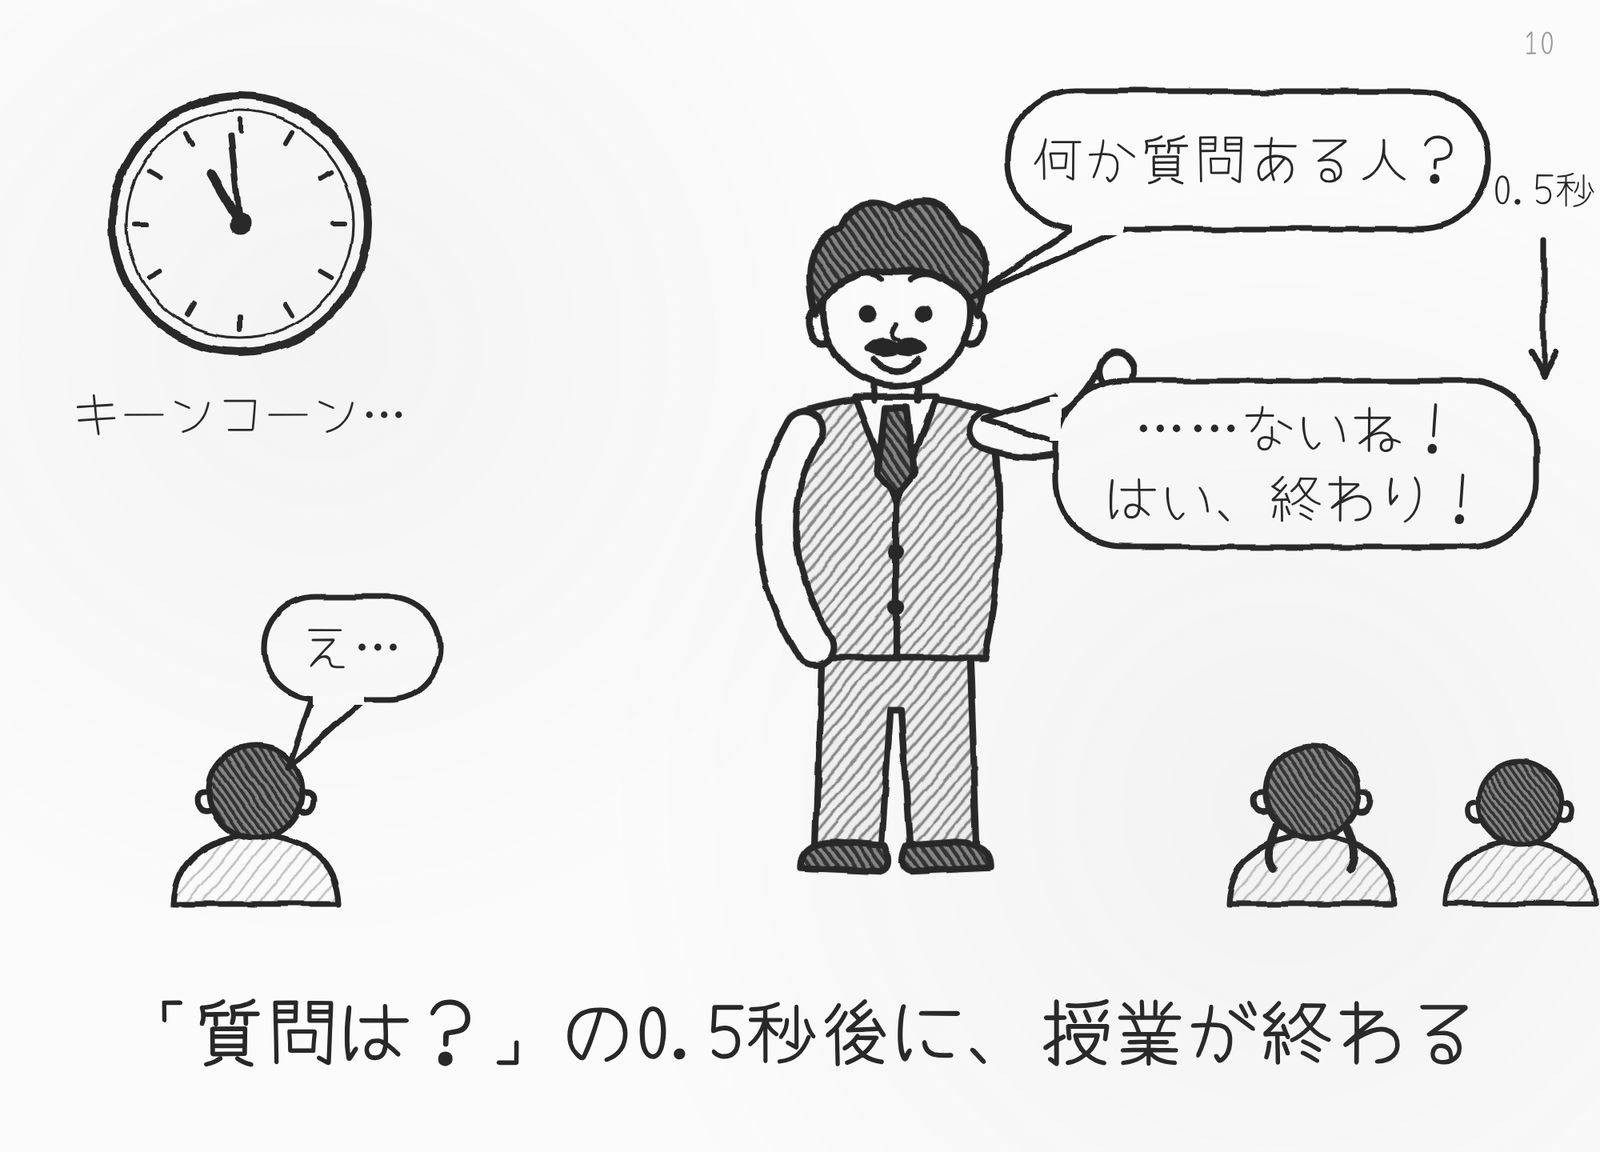 10
何か質問ある人？
0.5秒
キーンコーン…
……ないね！
はい、終わり！
え…
「質問は？」の0.5秒後に、授業が終わる